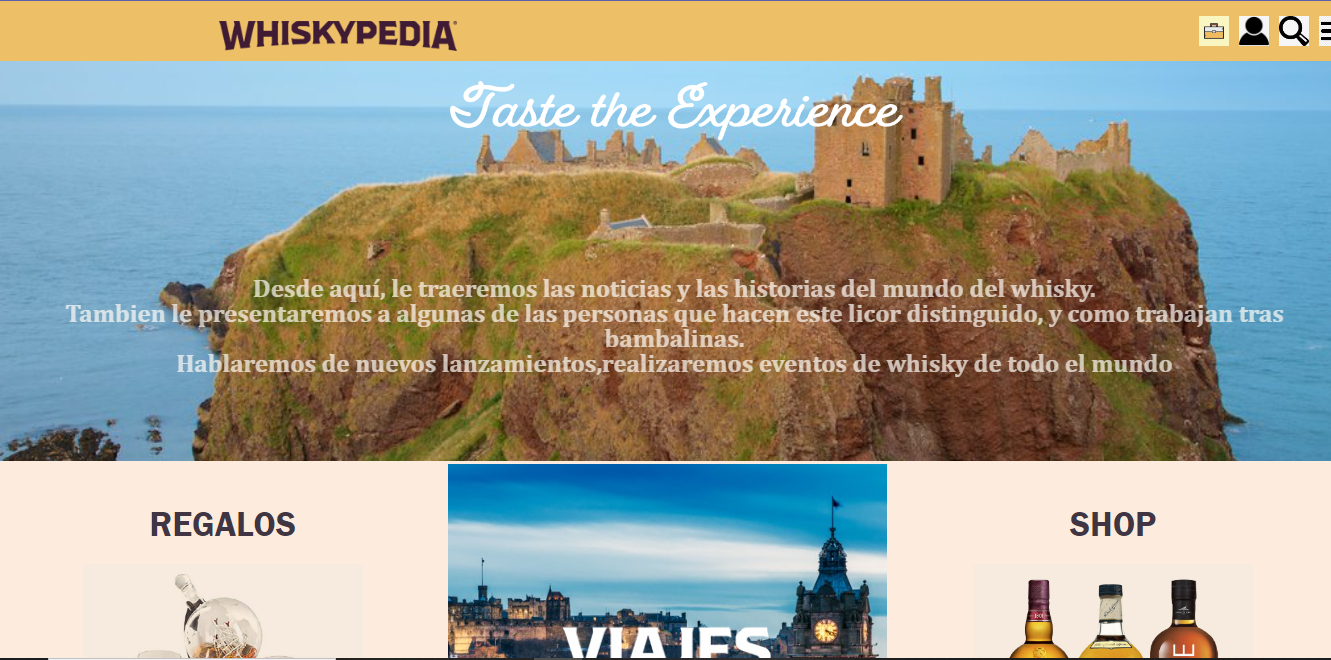 WHISKYPEDIA
Taste the Experience
Desde aquí, le traeremos las noticias y las historias del mundo del whisky.
Tambien le presentaremos a algunas de las personas que hacen este licor distinguido, y como trabajan tras
bambalinas.
Hablaremos de nuevos lanzamientos,realizaremos eventos de whisky de todo el mundo
REGALOS
SHOP
VIAJES